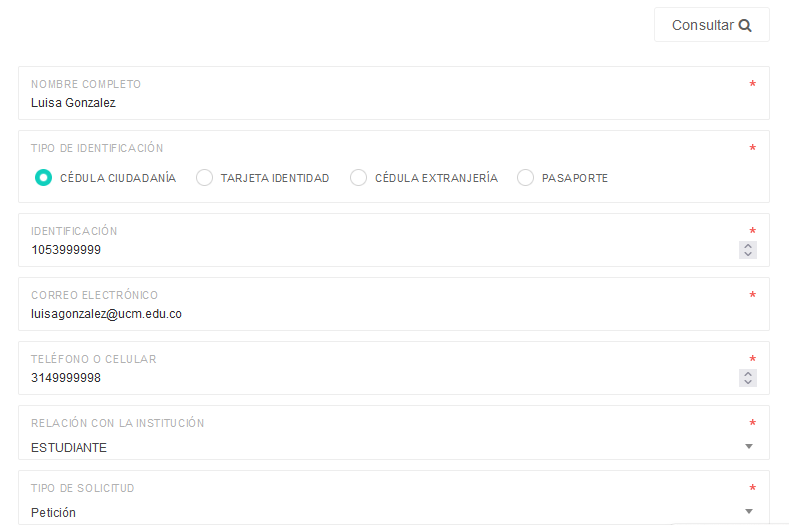 Consultar
NOMBRE COMPLETO *
Luisa Gonzalez
TIPO DE IDENTIFICACIÓN *
CÉDULA CIUDADANÍA TARJETA IDENTIDAD CÉDULA EXTRANJERÍA PASAPORTE
IDENTIFICACIÓN *
1053999999
CORREO ELECTRÓNICO *
luisagonzalez@ucm.edu.co
TELÉFONO O CELULAR *
3149999998
RELACIÓN CON LA INSTITUCIÓN *
ESTUDIANTE
TIPO DE SOLICITUD *
Petición